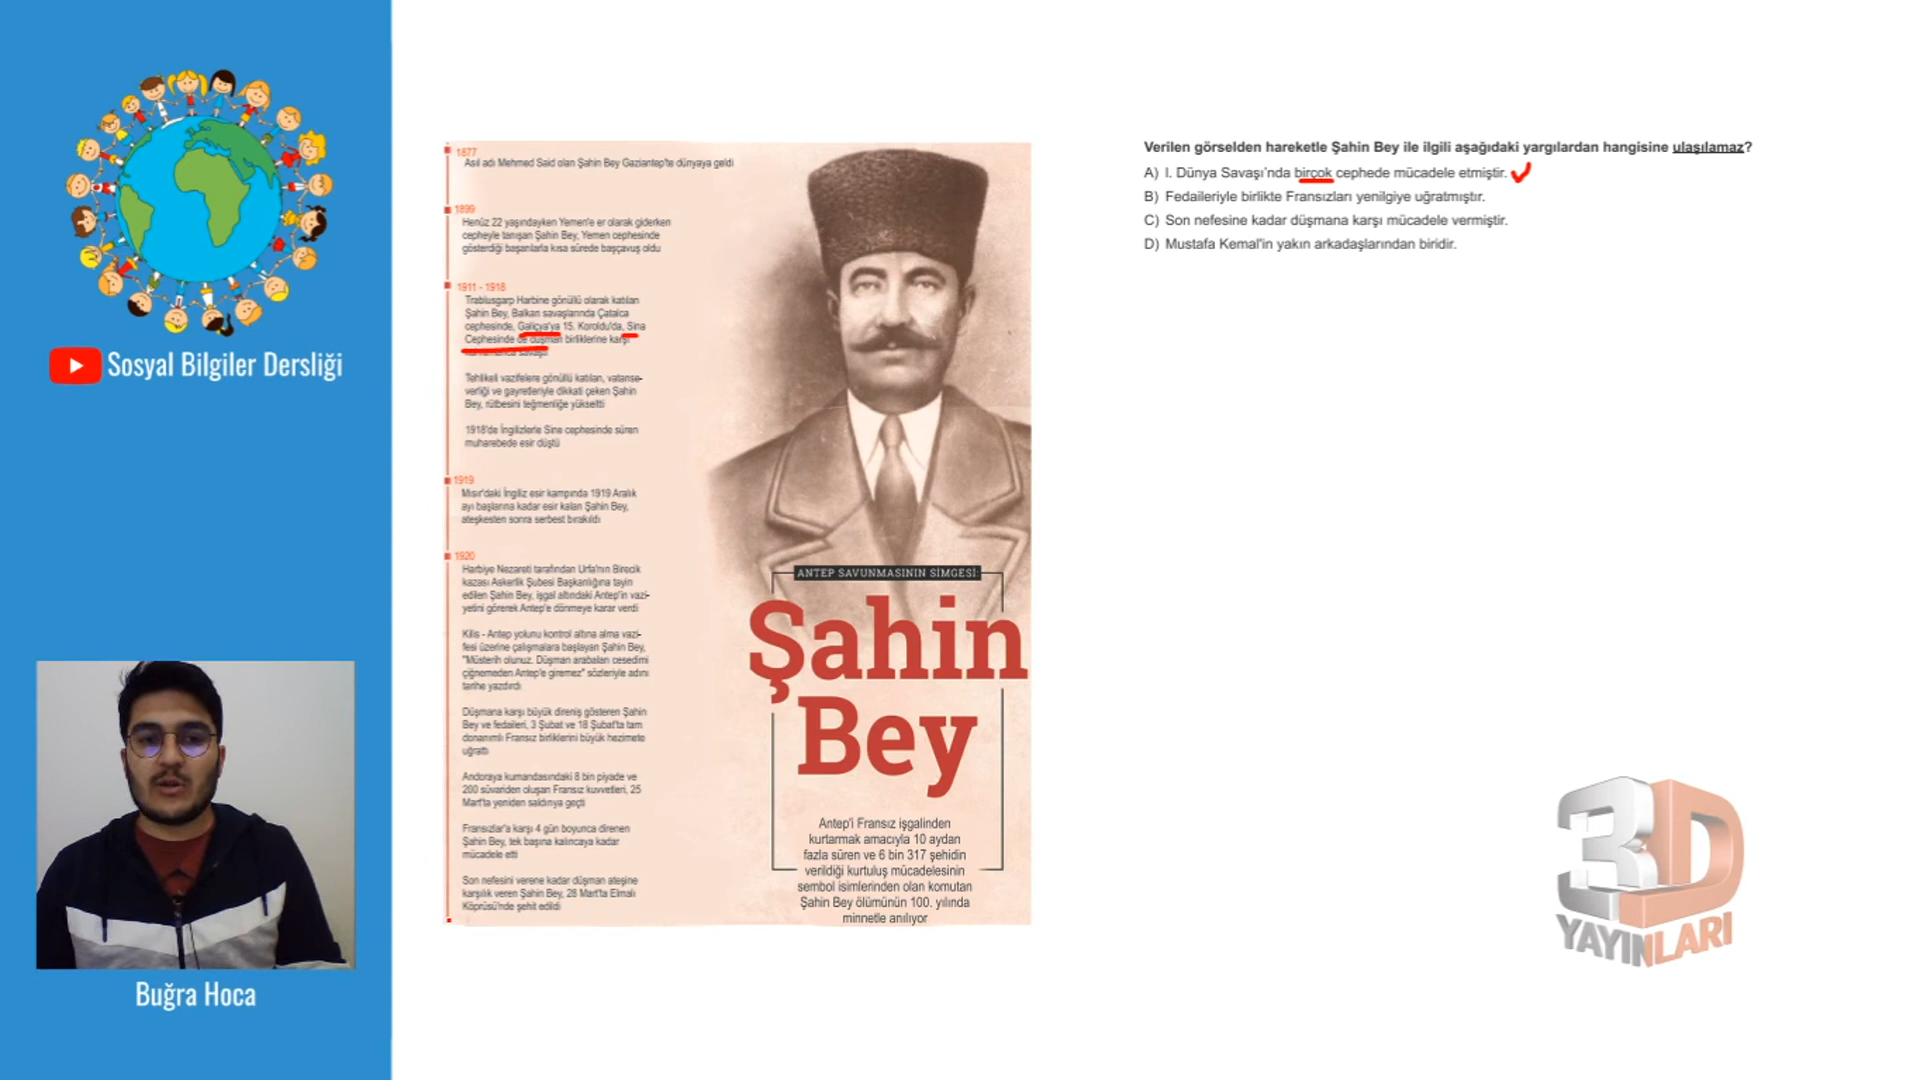 Sosyal Bilgiler Dersliği
Buğra Hoca
1877
Asıl adı Mehmed Said olan Şahin Bey Gaziantep'te dünyaya geldi
1899
Henüz 22 yaşındayken Yemen'e er olarak giderken
cepheyle tanışan Şahin Bey, Yemen cephesinde
gösterdiği başarılarla kısa sürede başçavuş oldu
1911 - 1918
Trablusgarp Harbine gönüllü olarak katılan
Şahin Bey, Balkan savaşlarında Çatalca
cephesinde, Galiçya'ya 15. Koroldu'da, Sina
Cephesinde de düşman birliklerine karşı
savaştı
Tehlikeli vazifelere gönüllü katılan, vatanse-
verliği ve gayretleriyle dikkati çeken Şahin
Bey, rütbesini teğmenliğe yükseltti
1918'de İngilizlerle Sina cephesinde süren
muharebede esir düştü
1919
Mısır'daki İngiliz esir kampında 1919 Aralık
ayı başlarına kadar esir kalan Şahin Bey,
ateşkesten sonra serbest bırakıldı
1920
Harbiye Nezareti tarafından Urfa'nın Birecik
kazası Askerlik Şubesi Başkanlığına tayin
edilen Şahin Bey, işgal altındaki Antep'in vazi-
yetini görerek Antep'e dönmeye karar verdi
Kilis - Antep yolunu kontrol altına alma vazi-
fesi üzerine çalışmalara başlayan Şahin Bey,
"Müsterih olunuz. Düşman arabaları cesedimi
çiğnemeden Antep'e giremez" sözleriyle adını
tarihe yazdırdı
Düşmana karşı büyük direniş gösteren Şahin
Bey ve fedaileri, 3 Şubat ve 18 Şubat'ta tam
donanımlı Fransız birliklerini büyük hezimete
uğrattı
Andoraya kumandasındaki 8 bin piyade ve
200 süvariden oluşan Fransız kuvvetleri, 25
Mart'ta yeniden saldırıya geçti
Fransızlar'a karşı 4 gün boyunca direnen
Şahin Bey, tek başına kalıncaya kadar
mücadele etti
Son nefesini verene kadar düşman ateşine
karşılık veren Şahin Bey, 28 Mart'ta Elmalı
Köprüsü'nde şehit edildi
ANTEP SAVUNMASININ SİMGESİ:
Şahin
Bey
Antep'i Fransız işgalinden
kurtarmak amacıyla 10 aydan
fazla süren ve 6 bin 317 şehidin
verildiği kurtuluş mücadelesinin
sembol isimlerinden olan komutan
Şahin Bey ölümünün 100. yılında
minnetle anılıyor
Verilen görselden hareketle Şahin Bey ile ilgili aşağıdaki yargılardan hangisine ulaşılamaz?
A) I. Dünya Savaşı'nda birçok cephede mücadele etmiştir.
B) Fedaileriyle birlikte Fransızları yenilgiye uğratmıştır.
C) Son nefesine kadar düşmana karşı mücadele vermiştir.
D) Mustafa Kemal'in yakın arkadaşlarından biridir.
3D
YAYINLARI